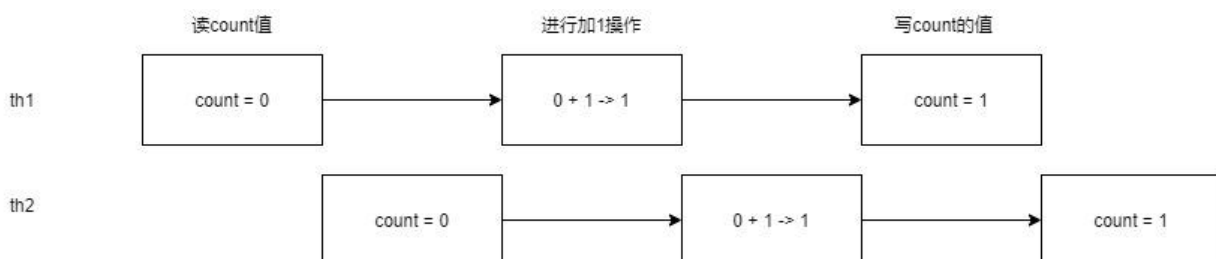 读count值 进行加1操作 写count的值
th1 count = 0 0 + 1 -> 1 count = 1
th2 count = 0 0 + 1 -> 1 count = 1